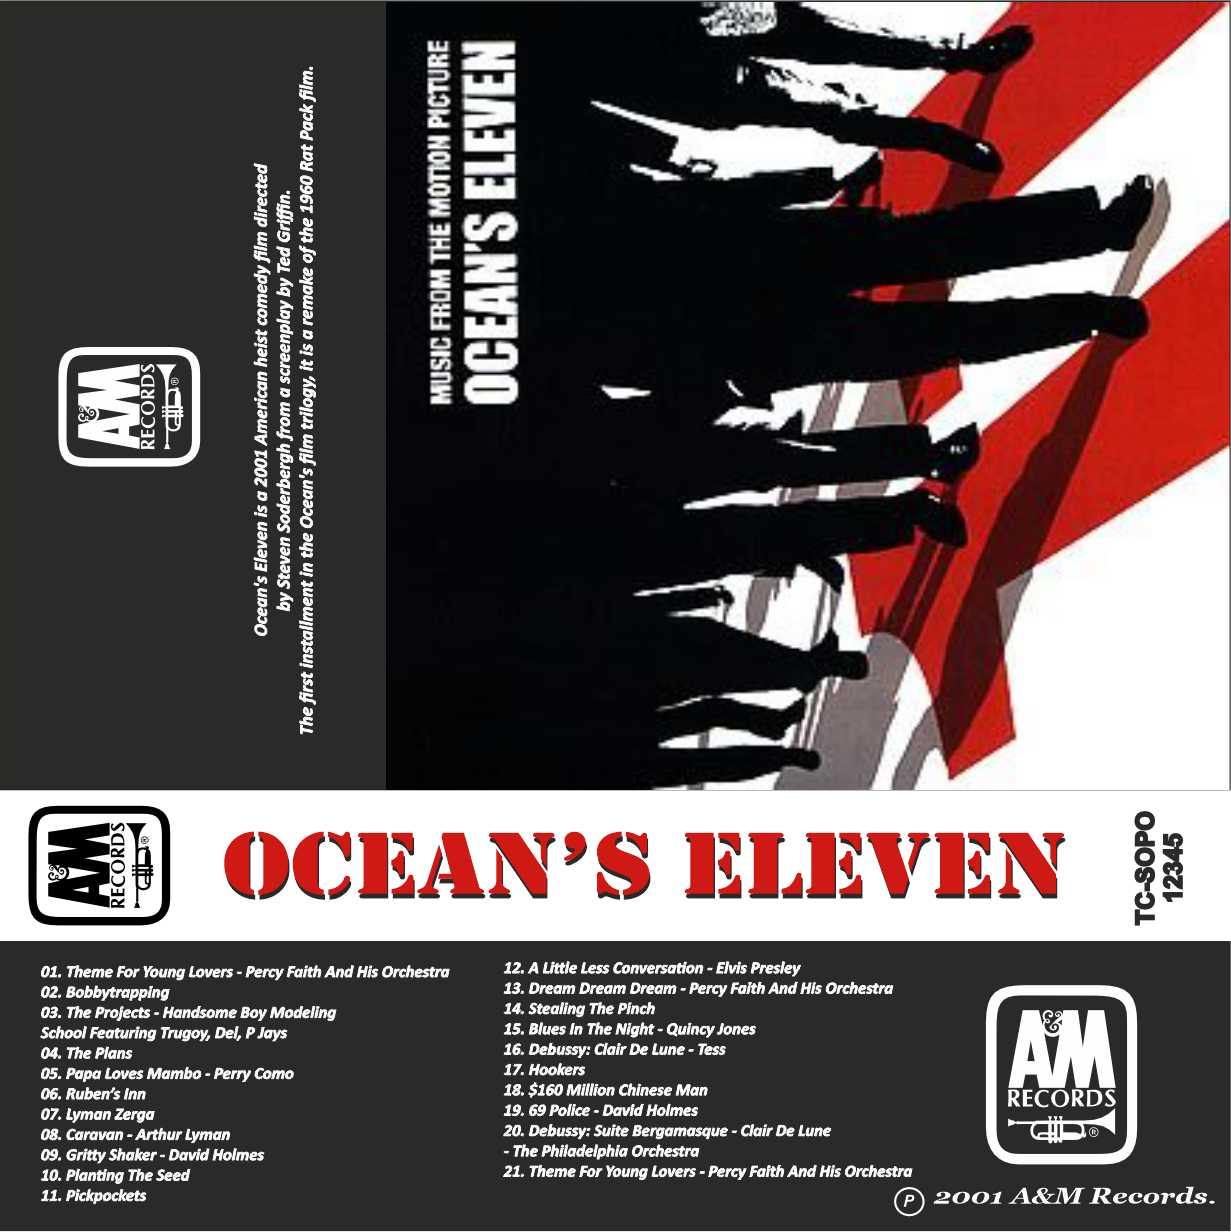 Ocean's Eleven is a 2001 American heist comedy film directed
by Steven Soderbergh from a screenplay by Ted Griffin.
The first installment in the Ocean's film trilogy, it is a remake of the 1960 Rat Pack film.
A&M
RECORDS
®
MUSIC FROM THE MOTION PICTURE
OCEAN'S ELEVEN
A&M
RECORDS
®
OCEAN'S ELEVEN
TC-SOPO
12345
01. Theme For Young Lovers - Percy Faith And His Orchestra
02. Bobbytrapping
03. The Projects - Handsome Boy Modeling
School Featuring Trugoy, Del, P Jays
04. The Plans
05. Papa Loves Mambo - Perry Como
06. Ruben's Inn
07. Lyman Zerga
08. Caravan - Arthur Lyman
09. Gritty Shaker - David Holmes
10. Planting The Seed
11. Pickpockets
12. A Little Less Conversation - Elvis Presley
13. Dream Dream Dream - Percy Faith And His Orchestra
14. Stealing The Pinch
15. Blues In The Night - Quincy Jones
16. Debussy: Clair De Lune - Tess
17. Hookers
18. $160 Million Chinese Man
19. 69 Police - David Holmes
20. Debussy: Suite Bergamasque - Clair De Lune
- The Philadelphia Orchestra
21. Theme For Young Lovers - Percy Faith And His Orchestra
A&M
RECORDS
®
℗ 2001 A&M Records.